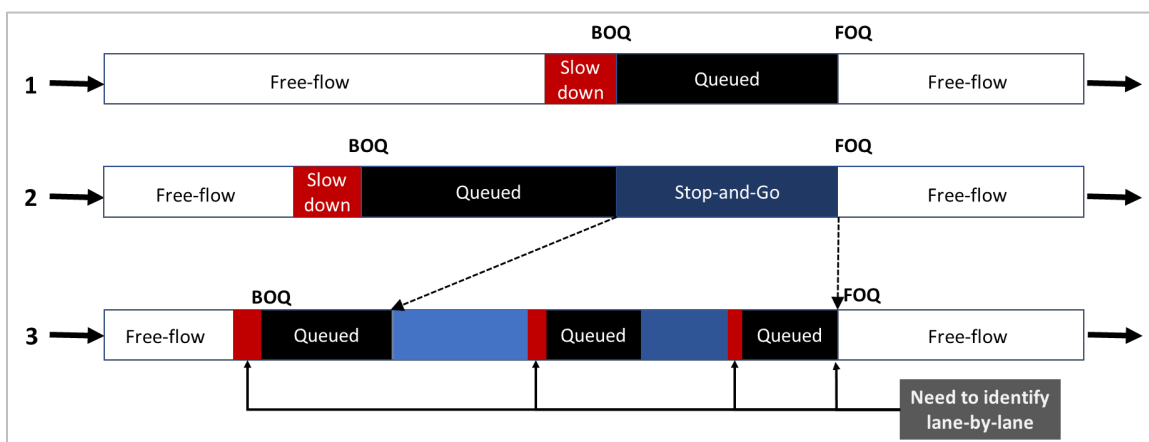 BOQ FOQ
1 Free-flow Slow down Queued Free-flow
BOQ FOQ
2 Free-flow Slow down Queued Stop-and-Go Free-flow
BOQ FOQ
3 Free-flow Queued Queued Queued Free-flow
Need to identify
lane-by-lane